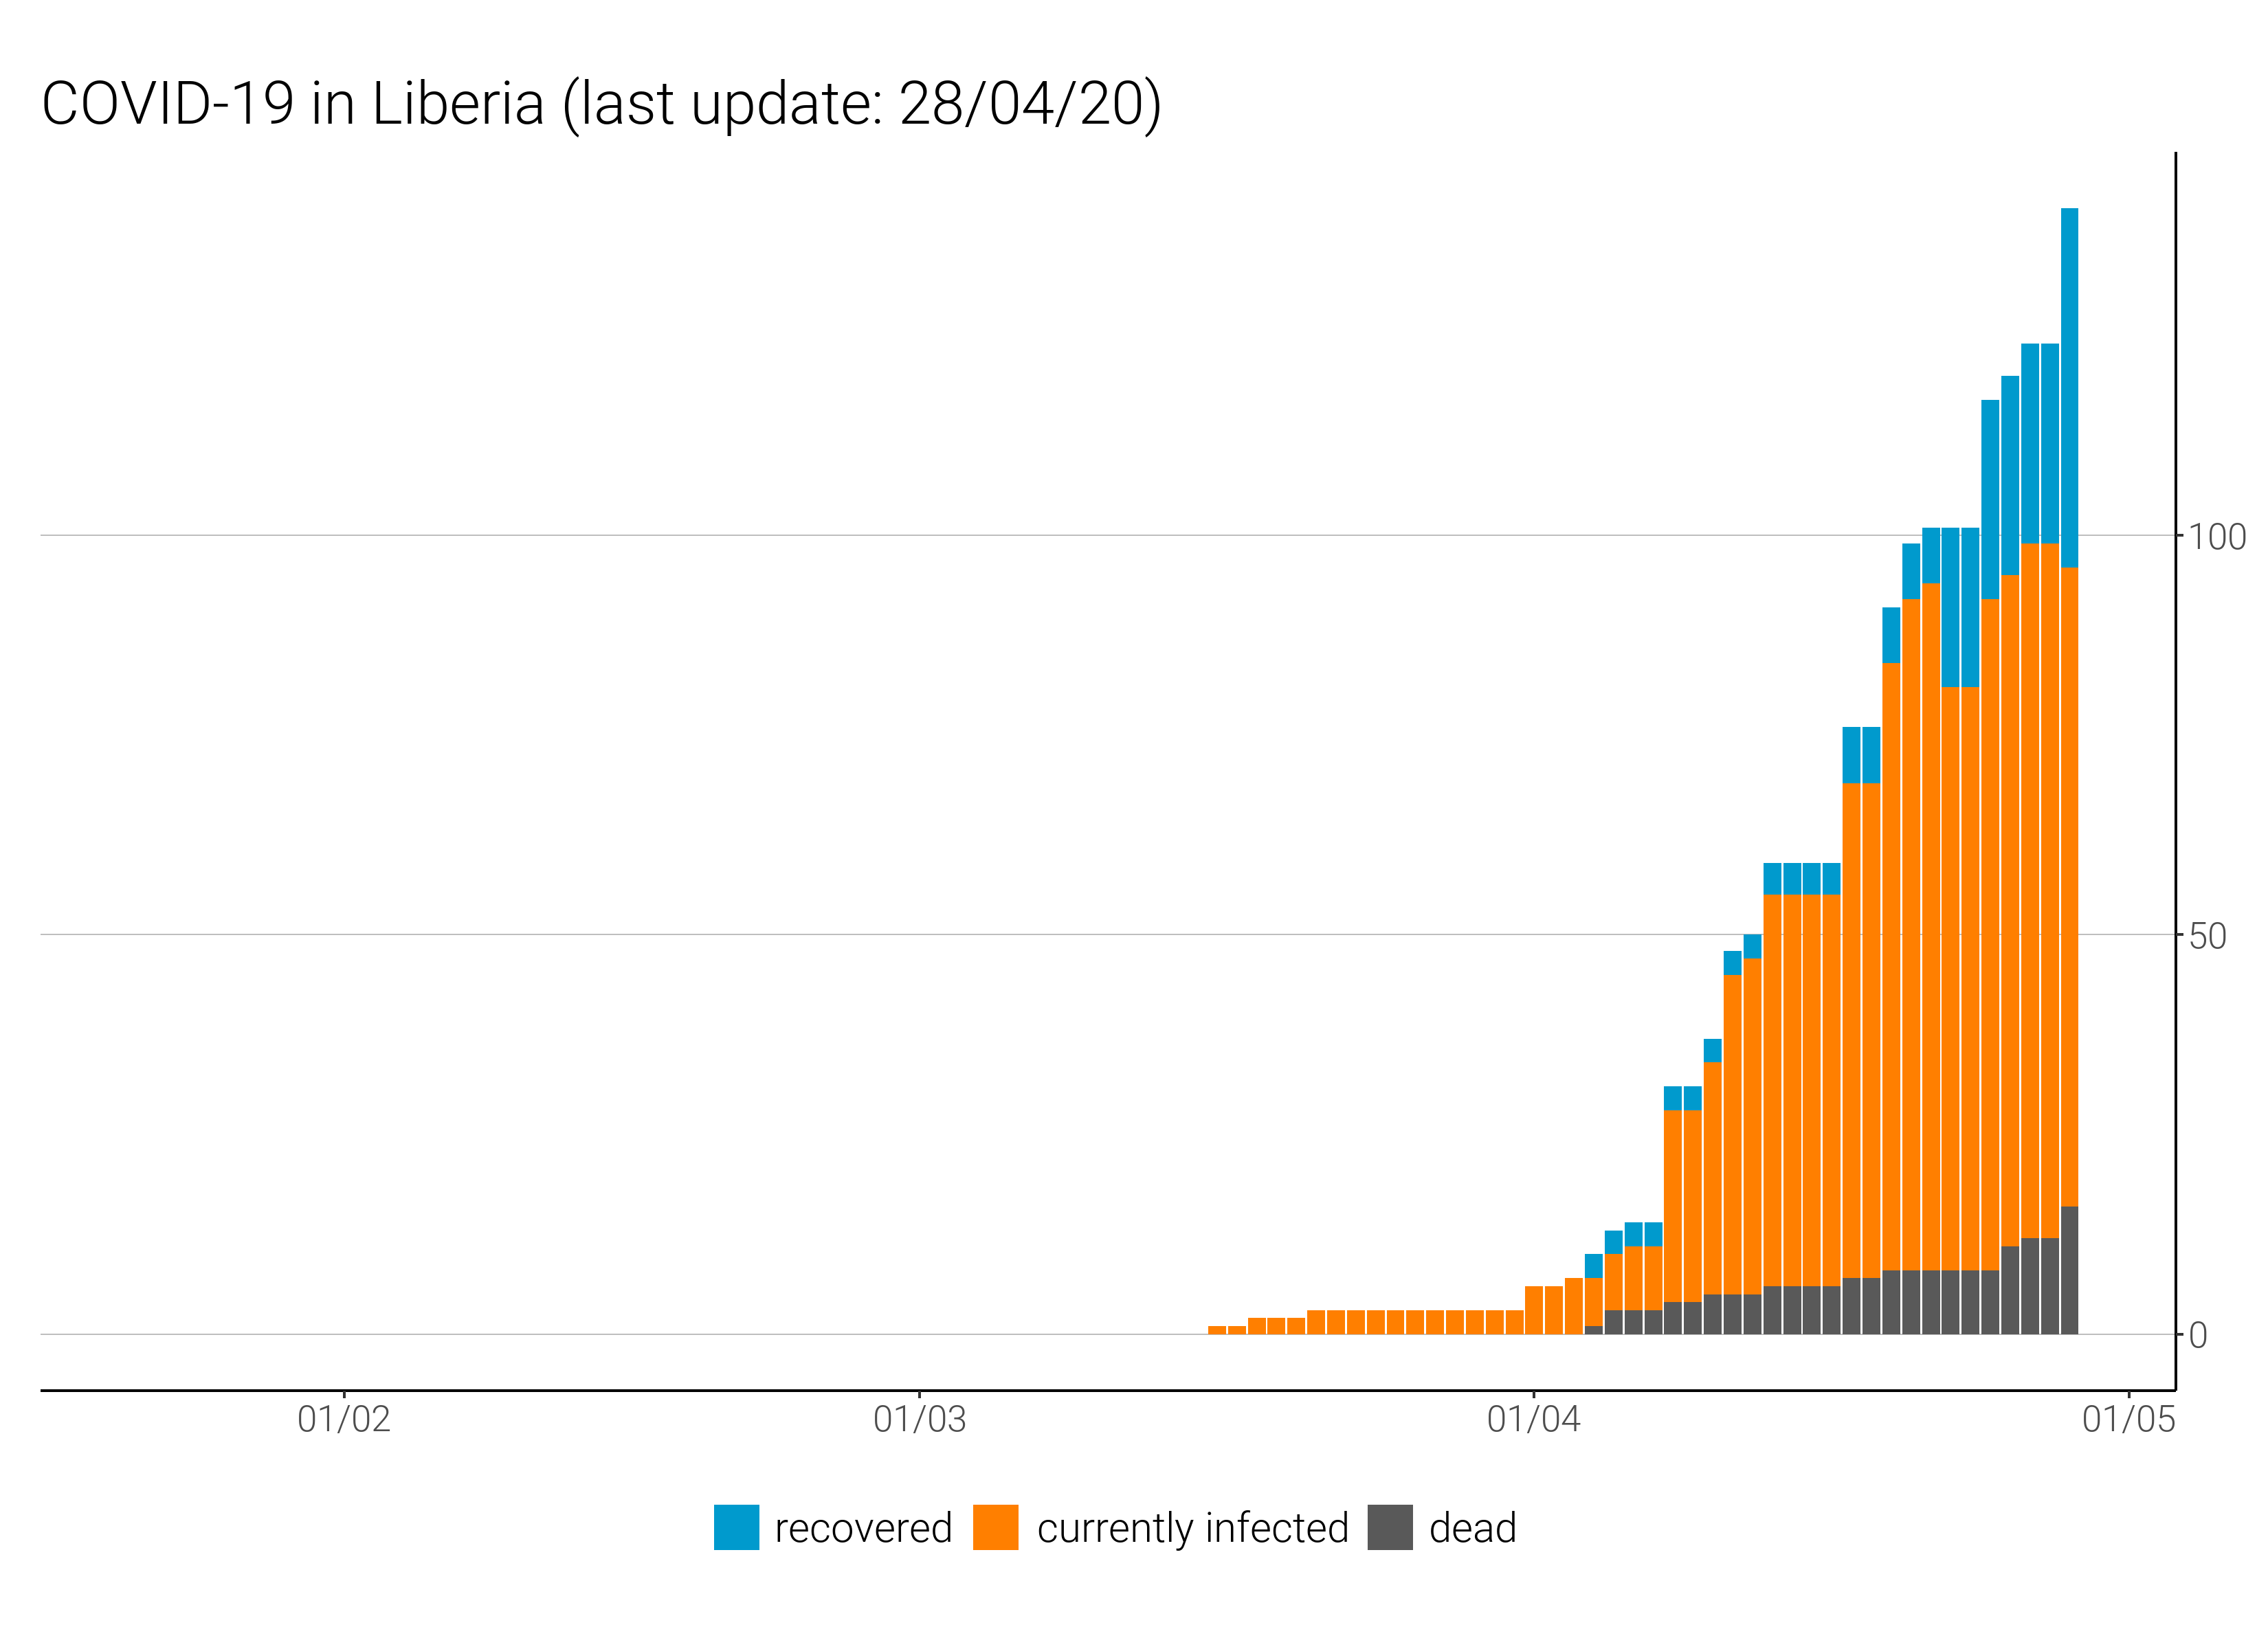 COVID-19 in Liberia (last update: 28/04/20)
100
50
0
01/02 01/03 01/04 01/05
recovered currently infected dead